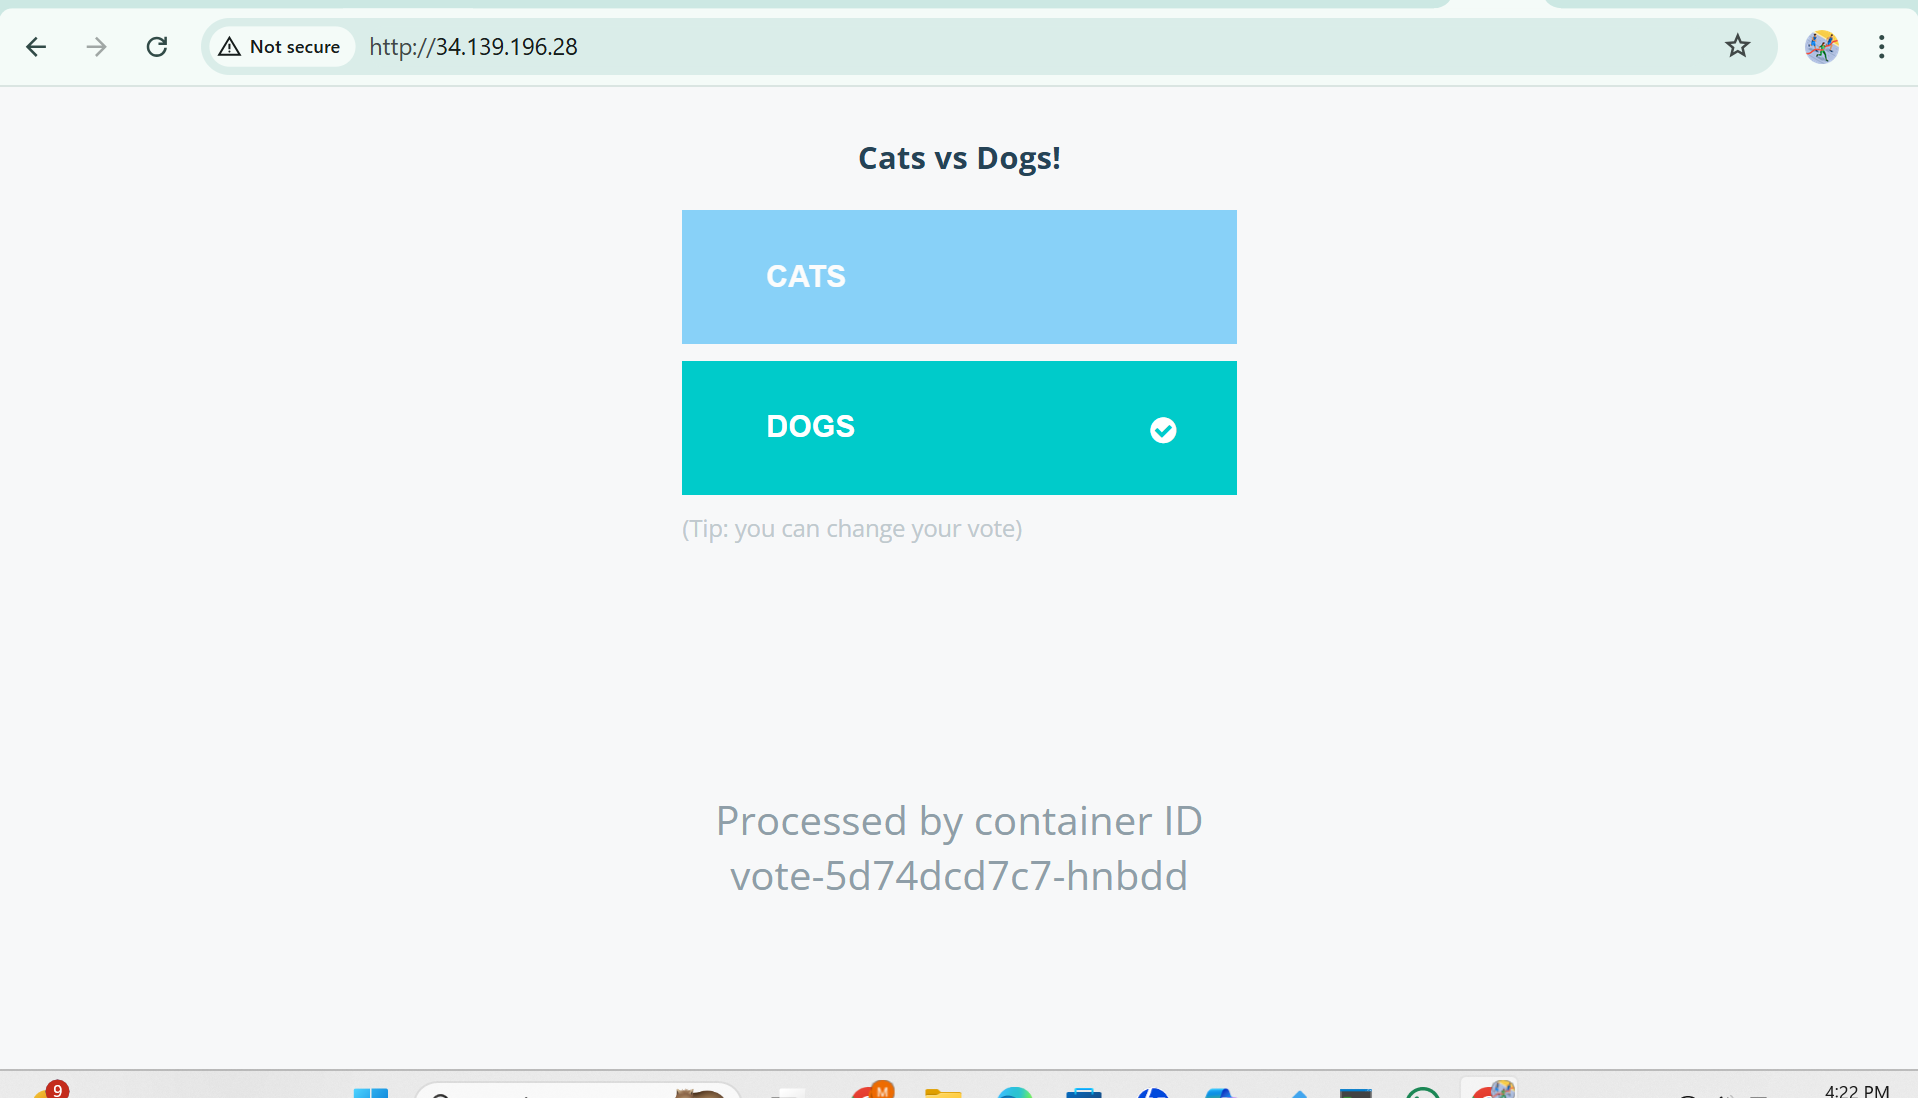 Not secure
http://34.139.196.28
Cats vs Dogs!
CATS
DOGS
(Tip: you can change your vote)
Processed by container ID
vote-5d74dcd7c7-hnbdd
9
M
4:22 PM